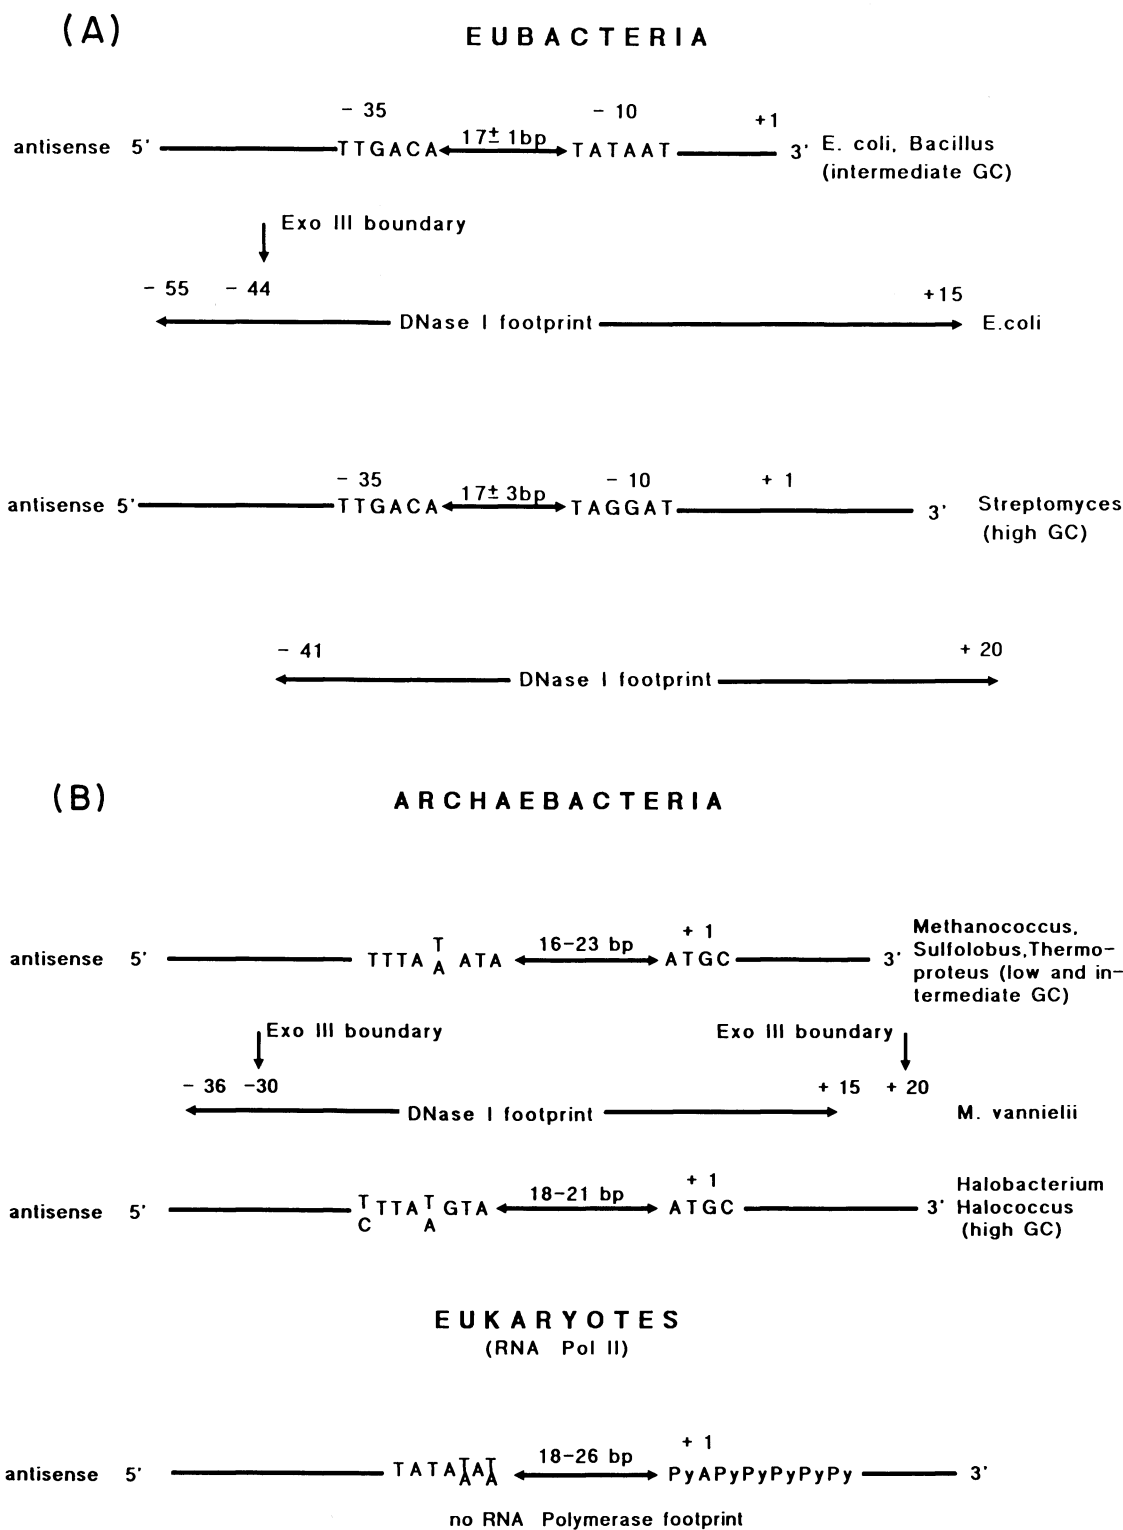 (A)
EUBACTERIA
- 35 - 10 +1
antisense 5' TTGACA 17± 1bp TATAAT 3' E. coli, Bacillus
(intermediate GC)
Exo III boundary
- 55 - 44 +15
DNase I footprint E.coli
- 35 - 10 + 1
antisense 5' TTGACA 17± 3bp TAGGAT 3' Streptomyces
(high GC)
- 41 + 20
DNase I footprint
(B)
ARCHAEBACTERIA
+ 1 Methanococcus,
T 16-23 bp Sulfolobus,Thermo-
antisense 5' TTTA A ATA ATGC 3' proteus (low and in-
termediate GC)
Exo III boundary Exo III boundary
- 36 -30 + 15 + 20
DNase I footprint M. vannielii
+ 1 Halobacterium
T T 18-21 bp
antisense 5' TTTA GTA ATGC 3' Halococcus
C A (high GC)
EUKARYOTES
(RNA Pol II)
+ 1
T T 18-26 bp
antisense 5' TATA A PyAPyPyPyPyPy 3'
A A
no RNA Polymerase footprint